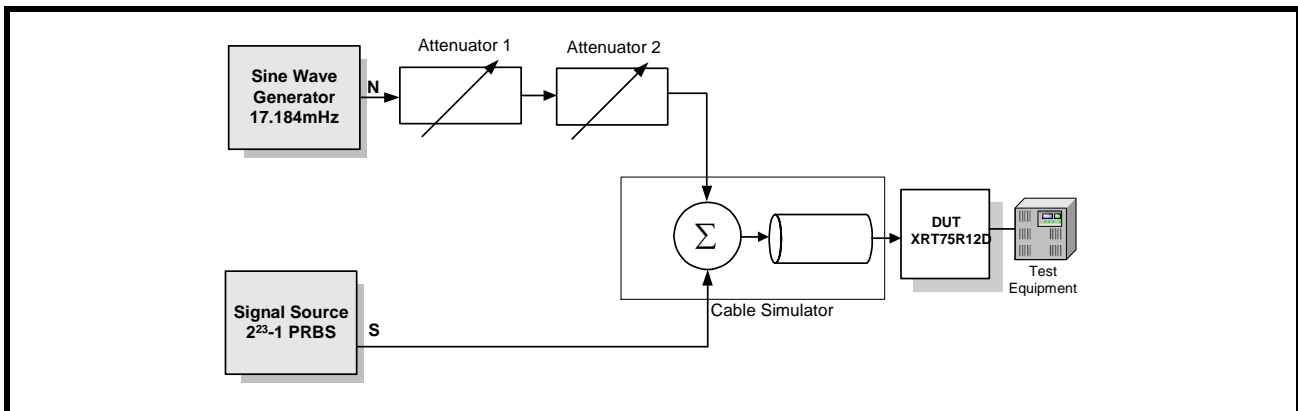 Attenuator 1
Attenuator 2
Sine Wave
Generator
17.184mHz
N
Σ
DUT
XRT75R12D
Test
Equipment
Cable Simulator
Signal Source
2²³-1 PRBS
S